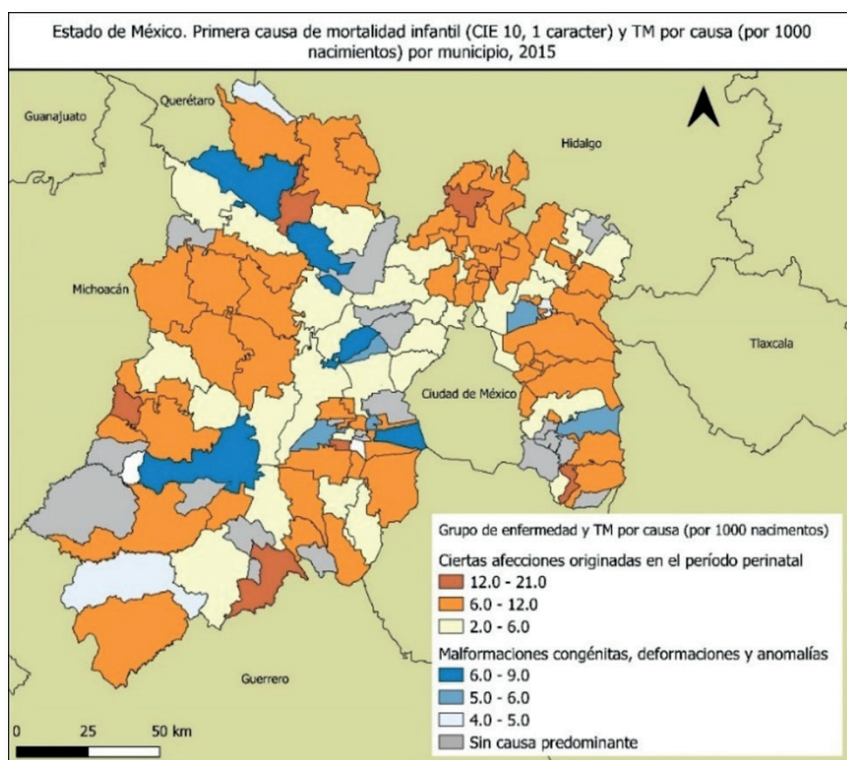 Estado de México. Primera causa de mortalidad infantil (CIE 10, 1 caracter) y TM por causa (por 1000
nacimientos) por municipio, 2015
Querétaro
Guanajuato
Hidalgo
Michoacán
Tlaxcala
Ciudad de México
Guerrero
Grupo de enfermedad y TM por causa (por 1000 nacimentos)
Ciertas afecciones originadas en el período perinatal
12.0 - 21.0
6.0 - 12.0
2.0 - 6.0
Malformaciones congénitas, deformaciones y anomalías
6.0 - 9.0
5.0 - 6.0
4.0 - 5.0
Sin causa predominante
0 25 50 km